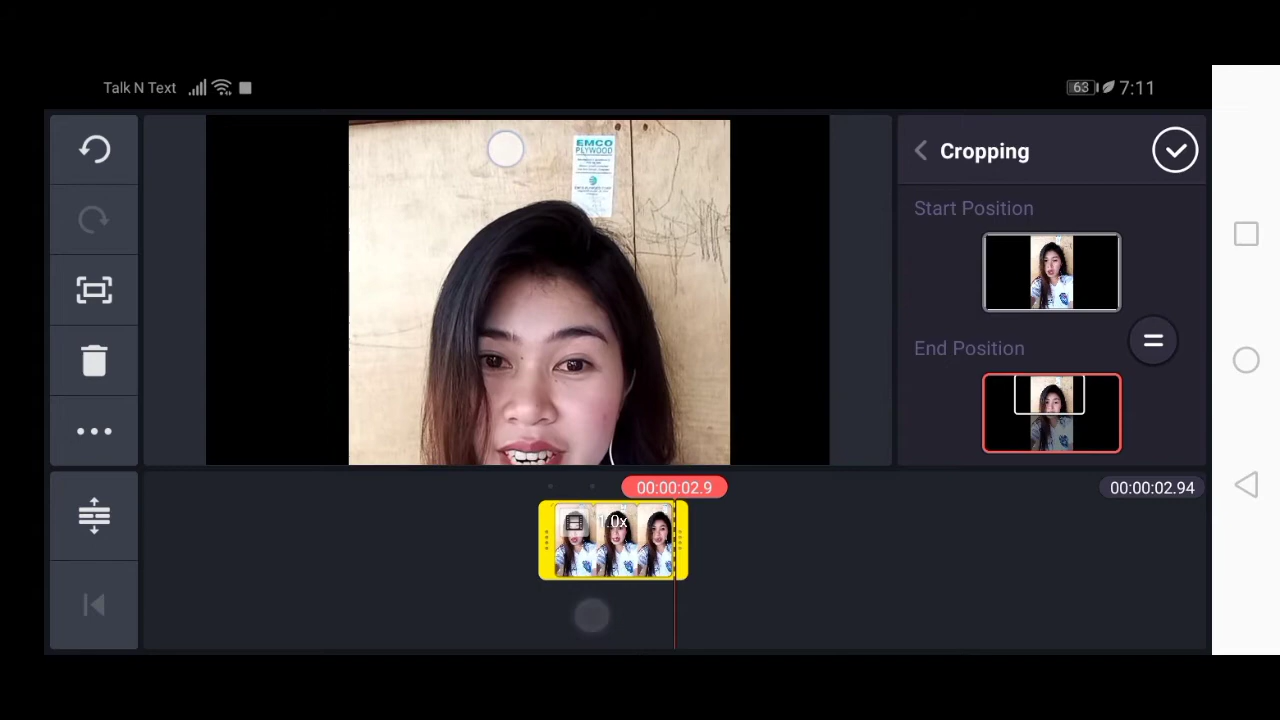 Talk N Text
63 7:11
Cropping
Start Position
End Position
EMCO
PLYWOOD
00:00:02.9
00:00:02.94
1.0x